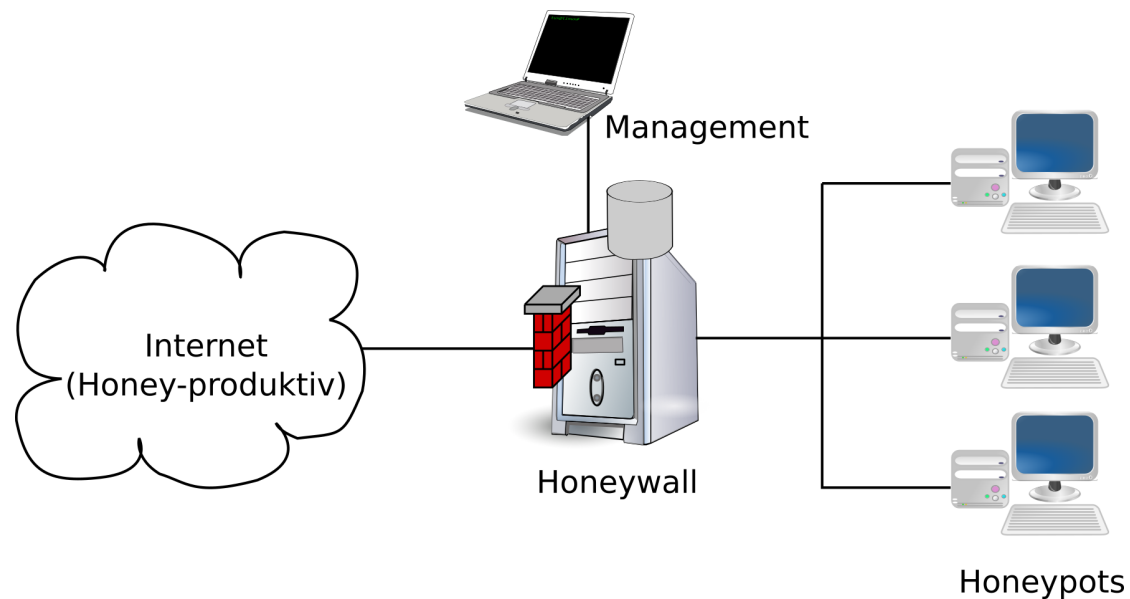 Management
Internet
(Honey-produktiv)
Honeywall
Honeypots